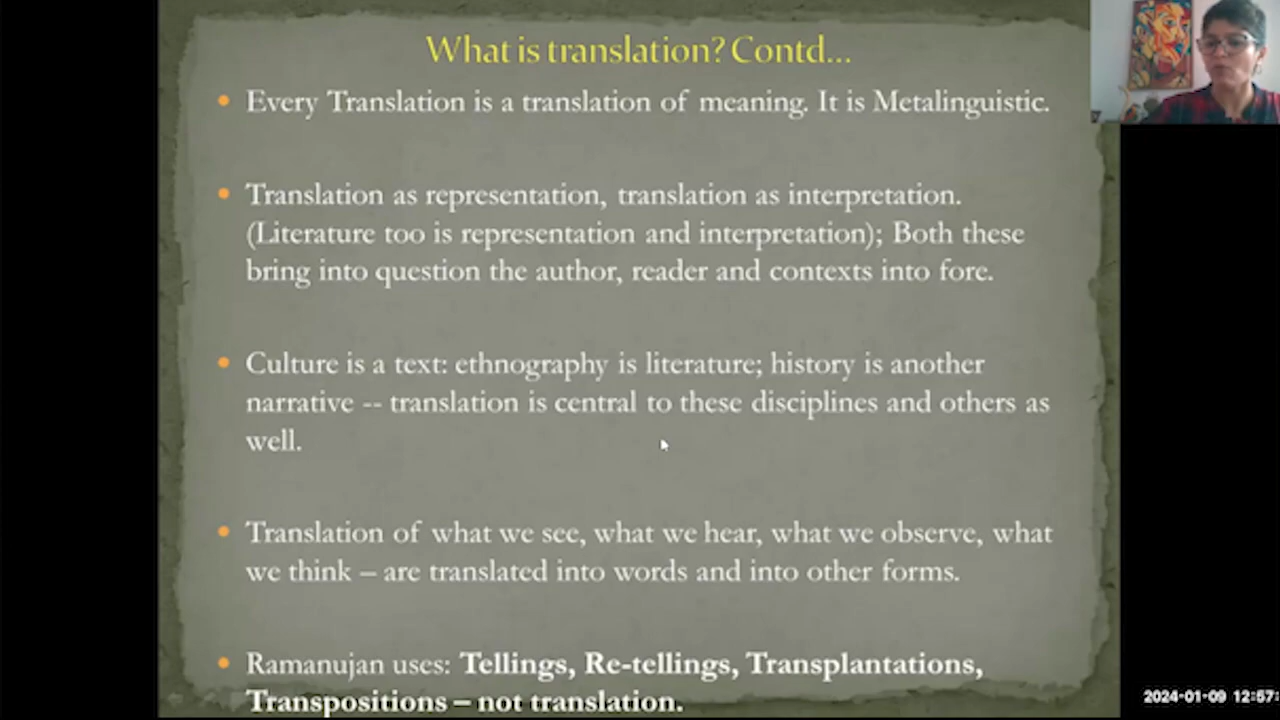 What is translation? Contd...
Every Translation is a translation of meaning. It is Metalinguistic.
Translation as representation, translation as interpretation.
(Literature too is representation and interpretation); Both these
bring into question the author, reader and contexts into fore.
Culture is a text: ethnography is literature; history is another
narrative -- translation is central to these disciplines and others as
well.
Translation of what we see, what we hear, what we observe, what
we think – are translated into words and into other forms.
Ramanujan uses: Tellings, Re-tellings, Transplantations,
Transpositions – not translation.
2024-01-09 12:57: